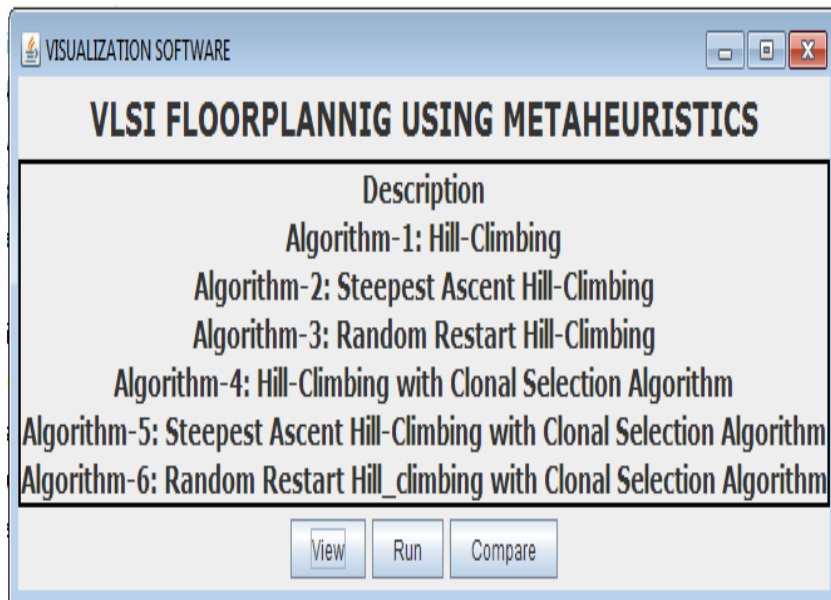 VISUALIZATION SOFTWARE
VLSI FLOORPLANNIG USING METAHEURISTICS
Description
Algorithm-1: Hill-Climbing
Algorithm-2: Steepest Ascent Hill-Climbing
Algorithm-3: Random Restart Hill-Climbing
Algorithm-4: Hill-Climbing with Clonal Selection Algorithm
Algorithm-5: Steepest Ascent Hill-Climbing with Clonal Selection Algorithm
Algorithm-6: Random Restart Hill_climbing with Clonal Selection Algorithm
View Run Compare